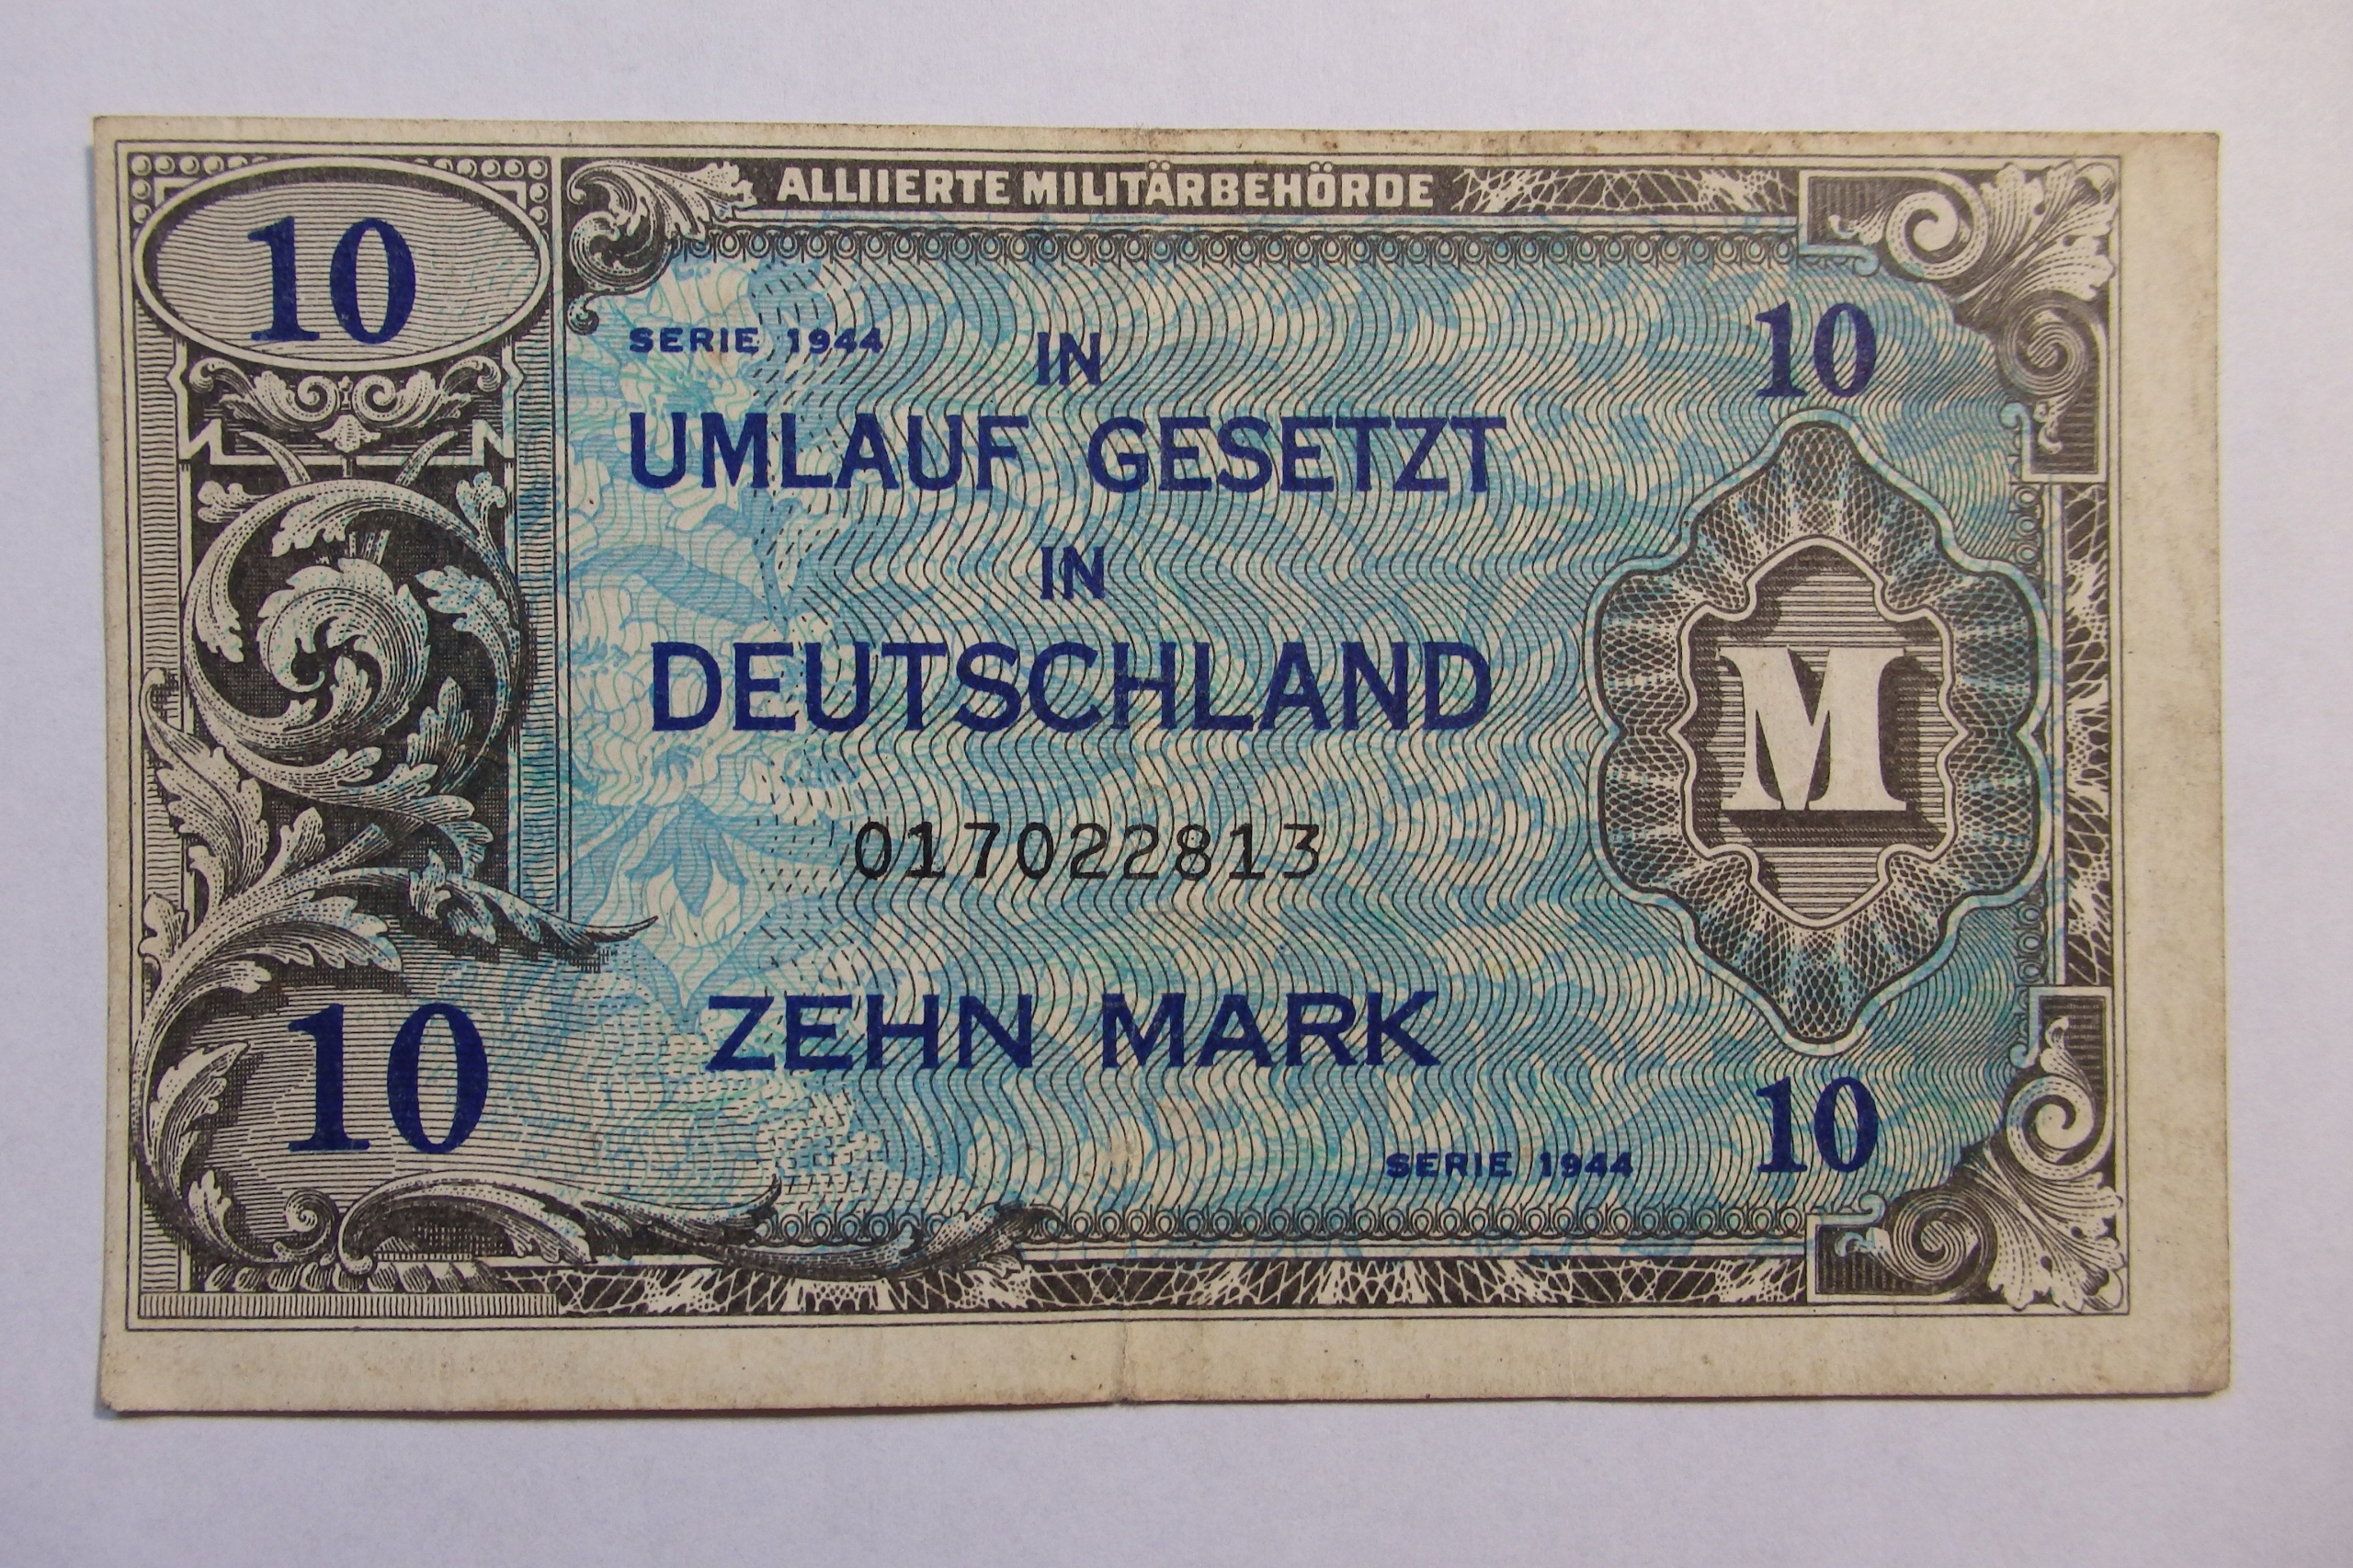 ALLIIERTE MILITÄRBEHÖRDE
10
10
SERIE 1944
IN
UMLAUF GESETZT
IN
DEUTSCHLAND
M
017022813
10
ZEHN MARK
10
SERIE 1944